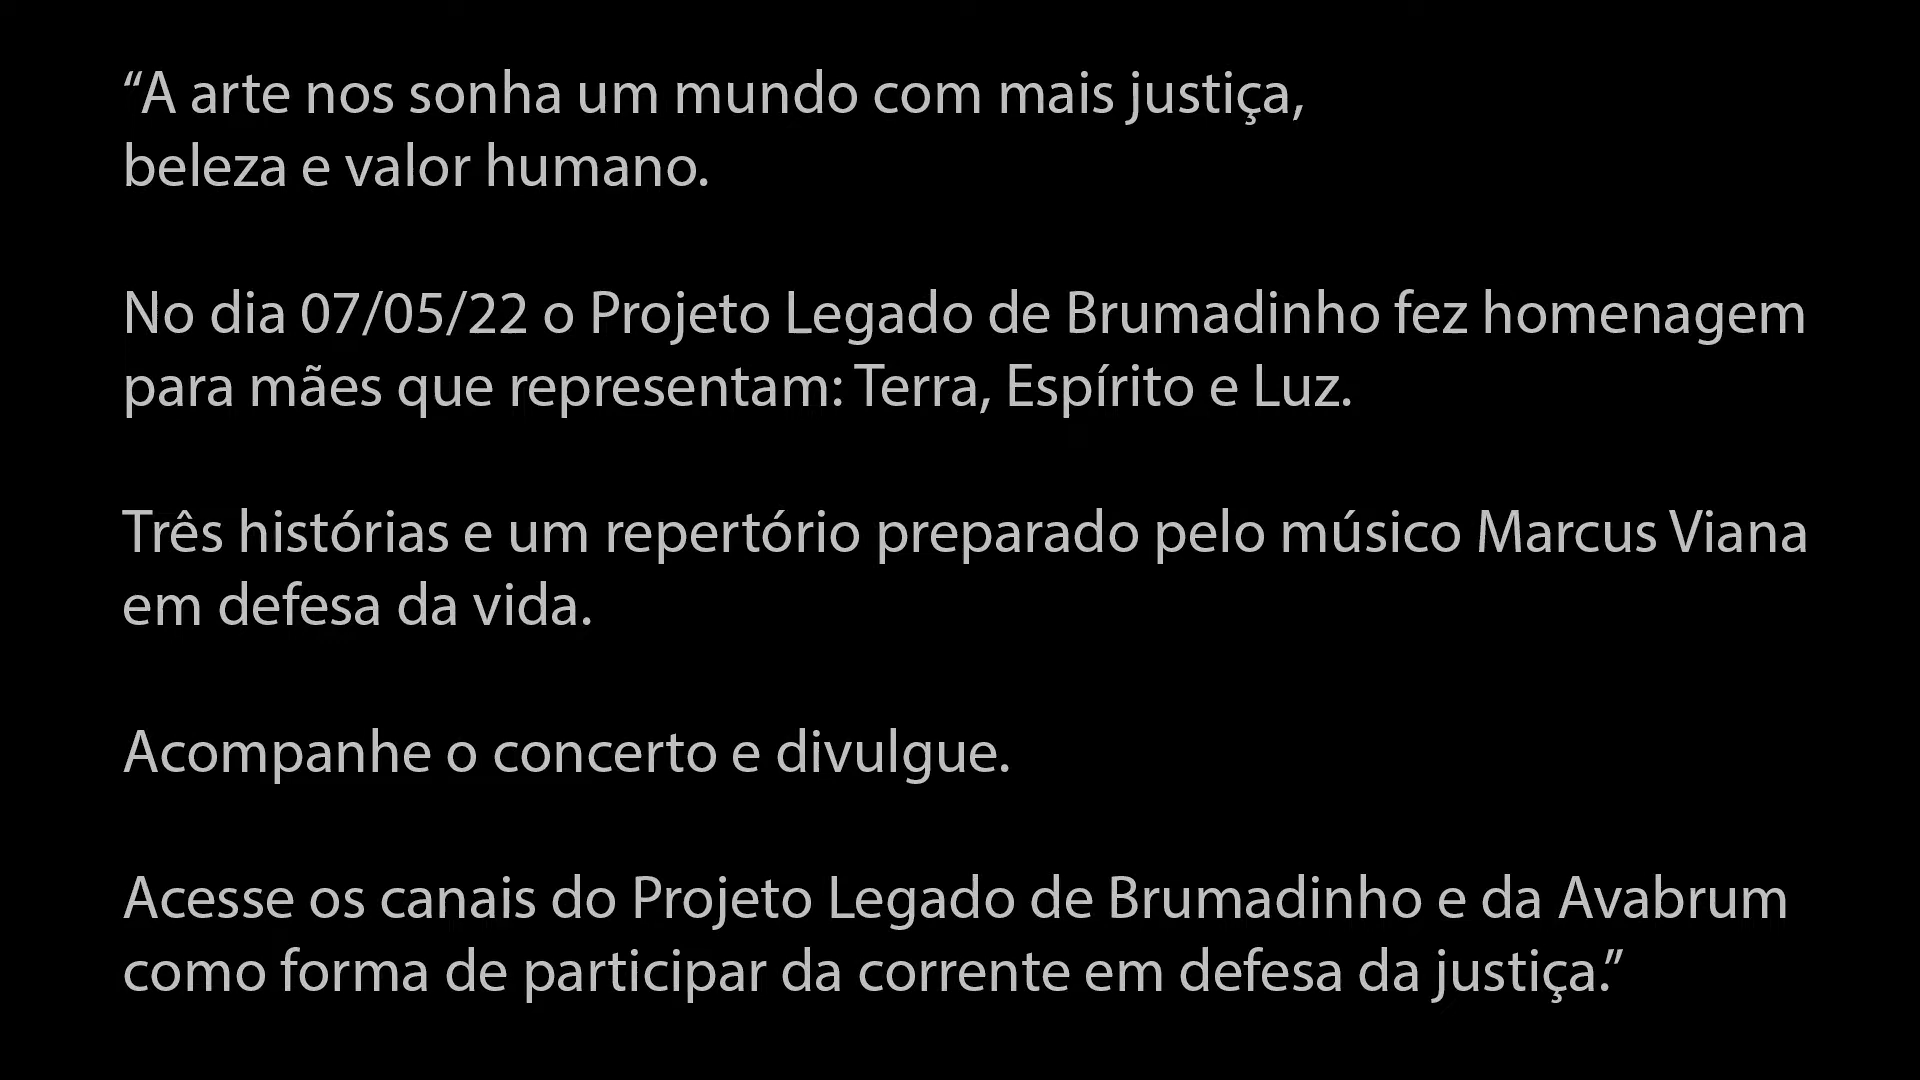 “A arte nos sonha um mundo com mais justiça,
beleza e valor humano.
No dia 07/05/22 o Projeto Legado de Brumadinho fez homenagem
para mães que representam: Terra, Espírito e Luz.
Três histórias e um repertório preparado pelo músico Marcus Viana
em defesa da vida.
Acompanhe o concerto e divulgue.
Acesse os canais do Projeto Legado de Brumadinho e da Avabrum
como forma de participar da corrente em defesa da justiça.”